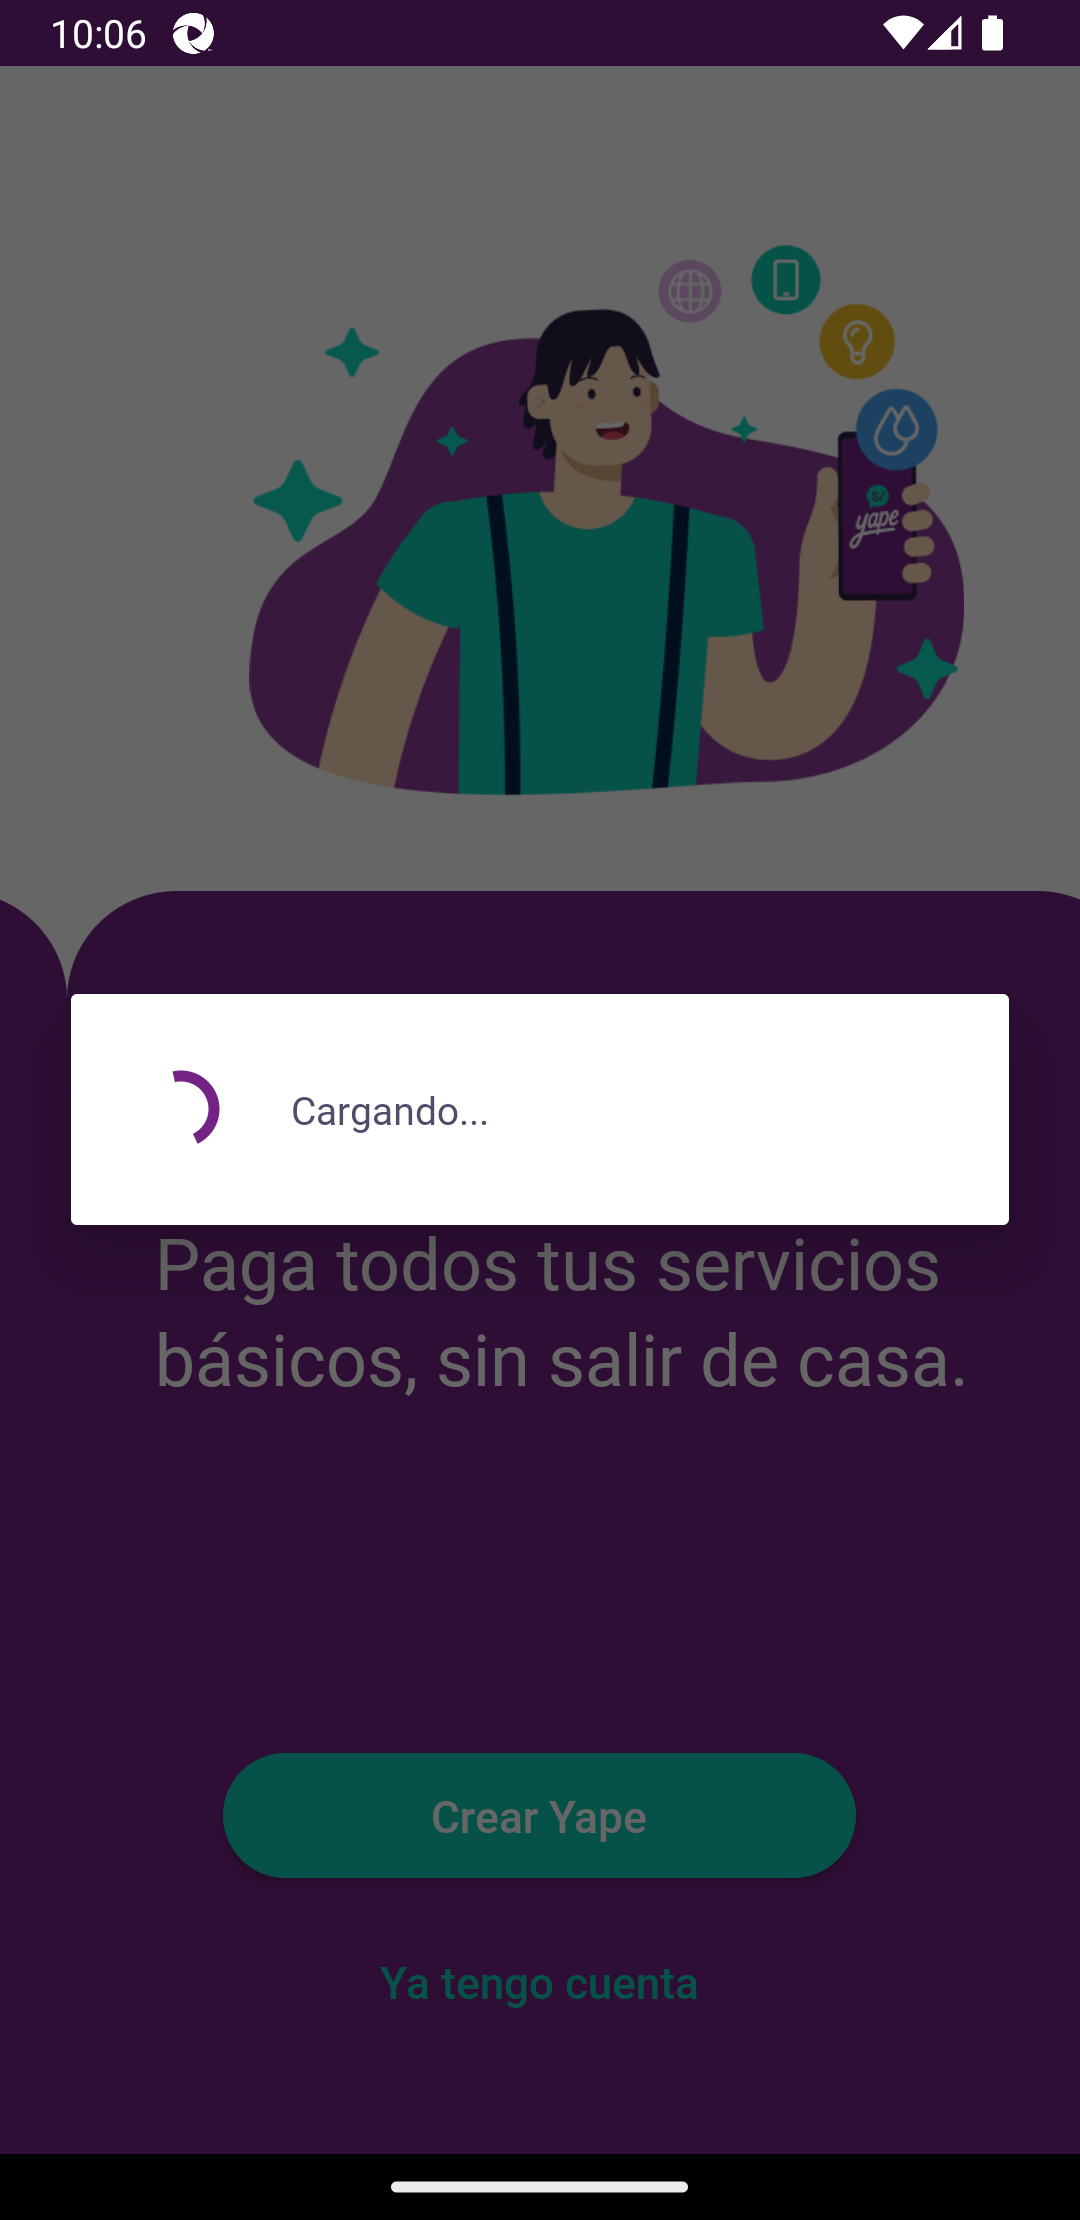 10:06
S/
yape
Cargando...
Paga todos tus servicios
básicos, sin salir de casa.
Crear Yape
Ya tengo cuenta